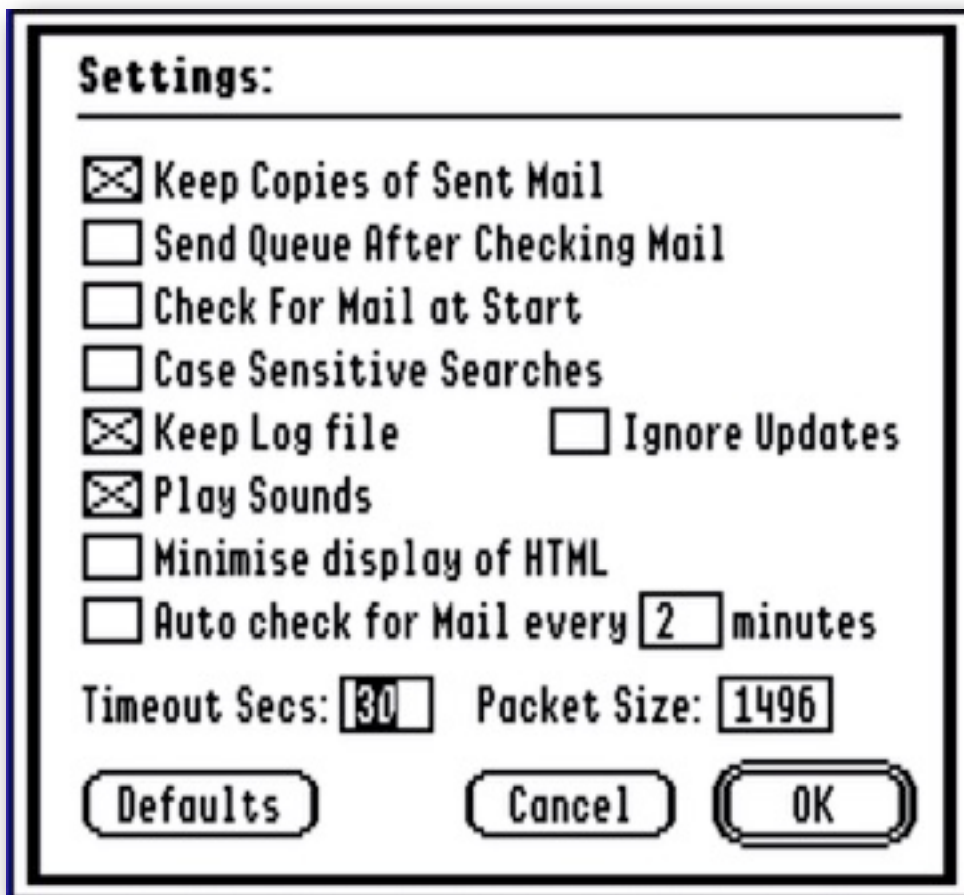 Settings:
Keep Copies of Sent Mail
Send Queue After Checking Mail
Check For Mail at Start
Case Sensitive Searches
Keep Log file Ignore Updates
Play Sounds
Minimise display of HTML
Auto check for Mail every 2 minutes
Timeout Secs: 30 Packet Size: 1496
Defaults Cancel OK